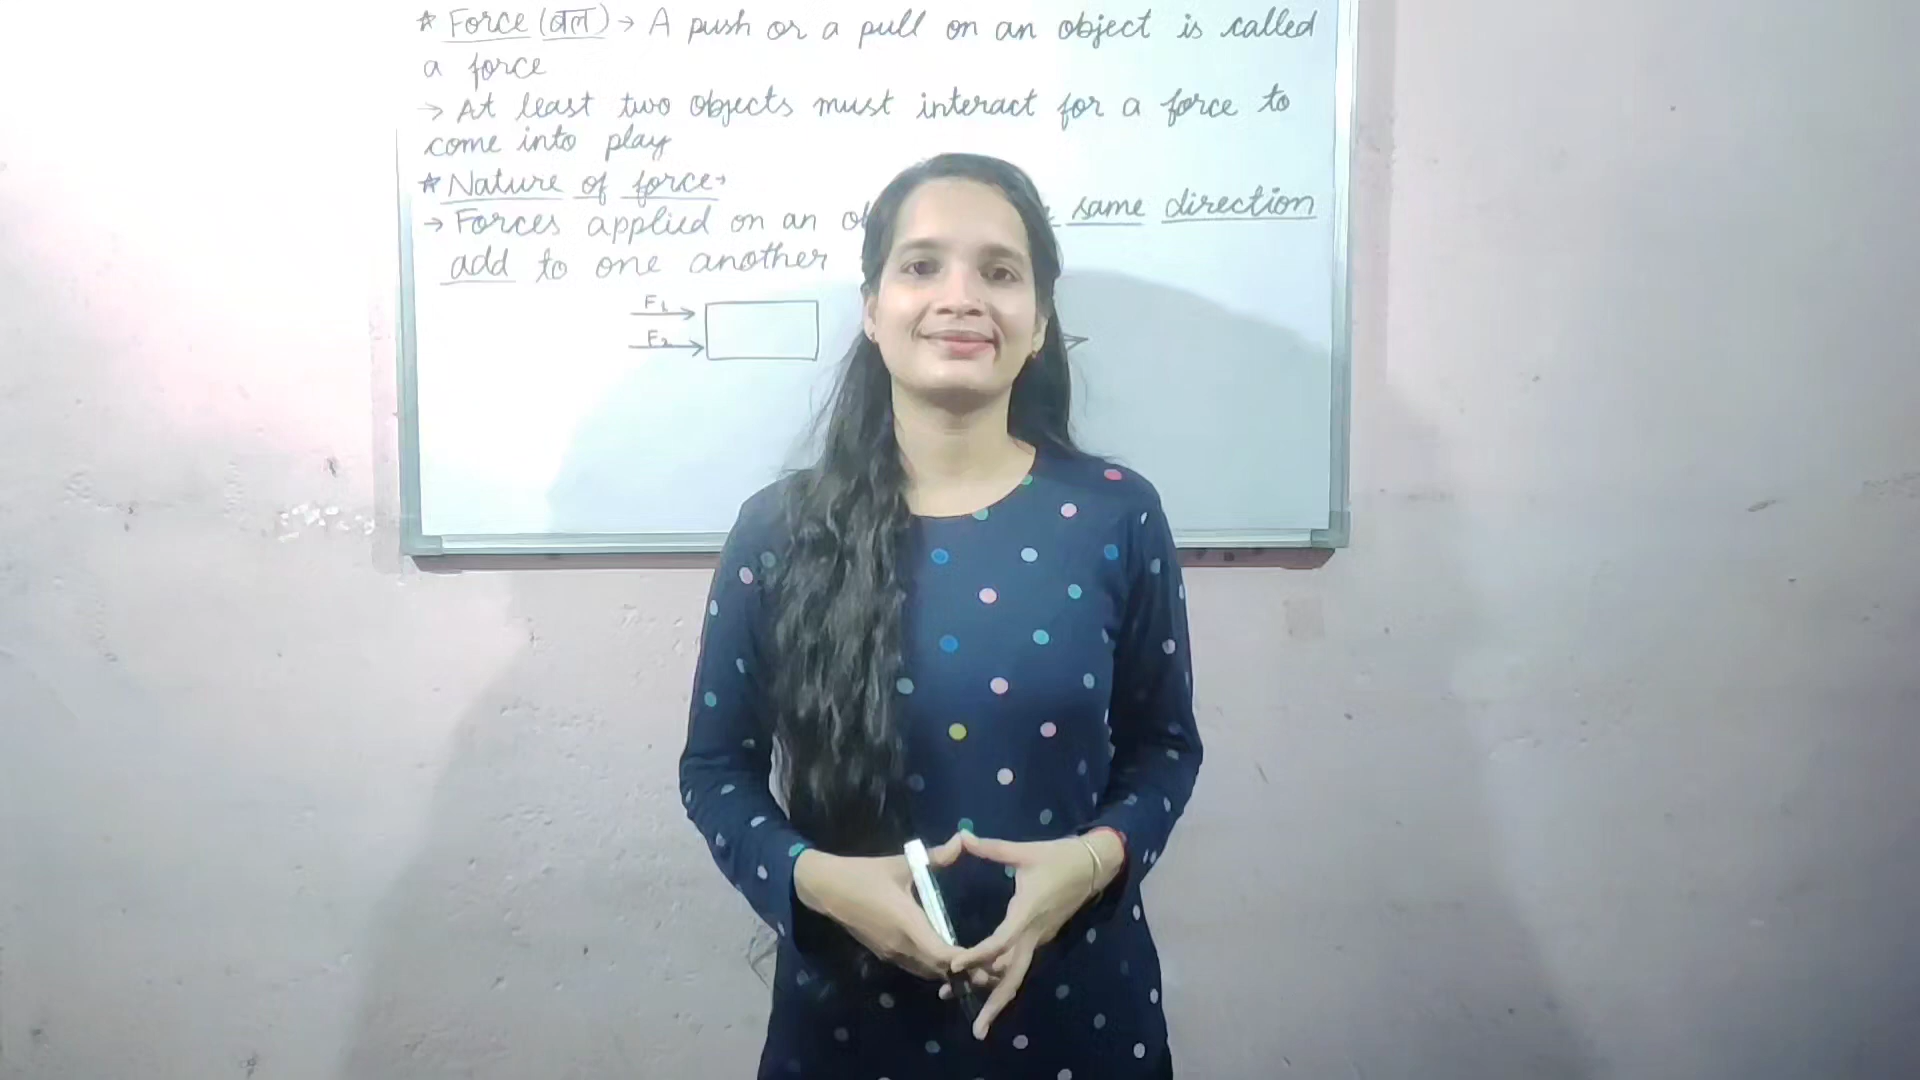 * Force (बल) → A push or a pull on an object is called
a force
→ At least two objects must interact for a force to
come into play
* Nature of force →
→ Forces applied on an same direction
add to one another
F1
F2